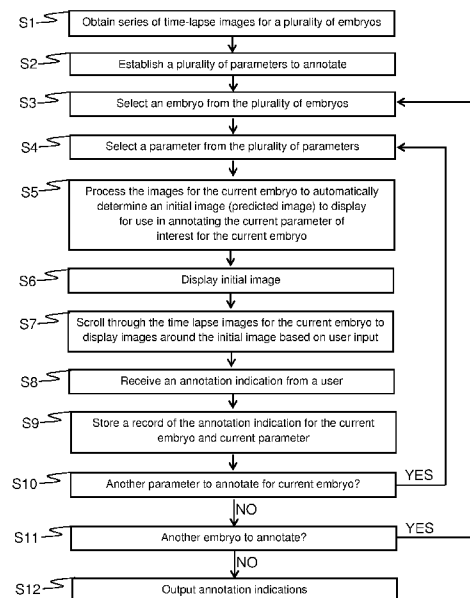 S1
Obtain series of time-lapse images for a plurality of embryos
S2
Establish a plurality of parameters to annotate
S3
Select an embryo from the plurality of embryos
S4
Select a parameter from the plurality of parameters
S5
Process the images for the current embryo to automatically
determine an initial image (predicted image) to display
for use in annotating the current parameter of
interest for the current embryo
S6
Display initial image
S7
Scroll through the time lapse images for the current embryo to
display images around the initial image based on user input
S8
Receive an annotation indication from a user
S9
Store a record of the annotation indication for the current
embryo and current parameter
S10
Another parameter to annotate for current embryo?
YES
NO
S11
Another embryo to annotate?
YES
NO
S12
Output annotation indications